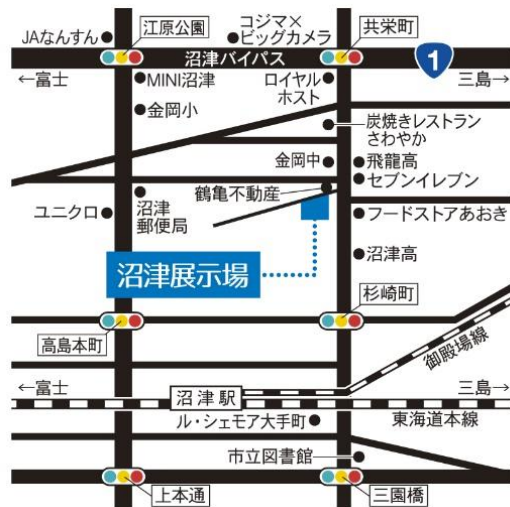 コジマ×
ビッグカメラ
JAなんすん
江原公園
共栄町
沼津バイパス
1
←富士
三島→
MINI沼津
ロイヤル
ホスト
金岡小
炭焼きレストラン
さわやか
金岡中
飛龍高
セブンイレブン
鶴亀不動産
ユニクロ
沼津
郵便局
フードストアあおき
沼津高
沼津展示場
杉崎町
高島本町
御殿場線
←富士
三島→
沼津駅
東海道本線
ル・シェモア大手町
市立図書館
上本通
三園橋